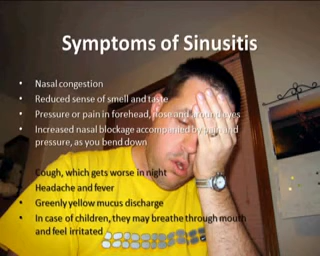 Symptoms of Sinusitis
• Nasal congestion
• Reduced sense of smell and taste
• Pressure or pain in forehead, nose and around eyes
• Increased nasal blockage accompanied by pain and
pressure, as you bend down
Cough, which gets worse in night
Headache and fever
• Greenly yellow mucus discharge
• In case of children, they may breathe through mouth
and feel irritated